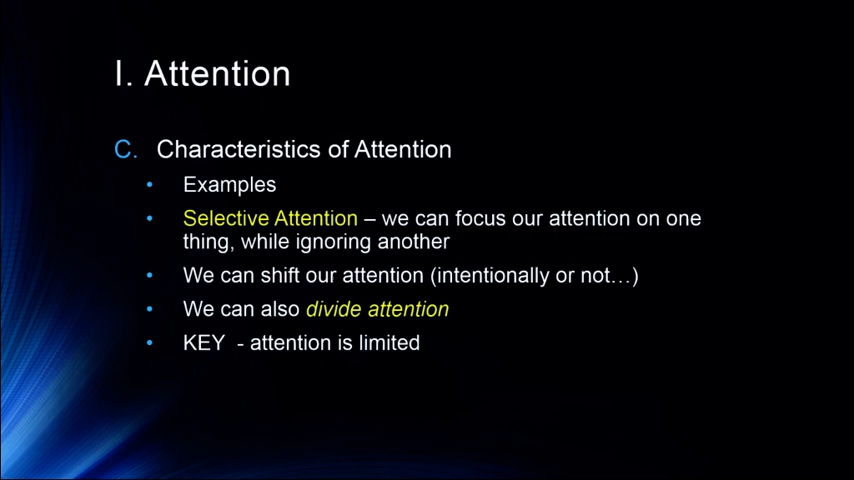 I. Attention
C. Characteristics of Attention
• Examples
• Selective Attention – we can focus our attention on one
thing, while ignoring another
• We can shift our attention (intentionally or not…)
• We can also divide attention
• KEY - attention is limited